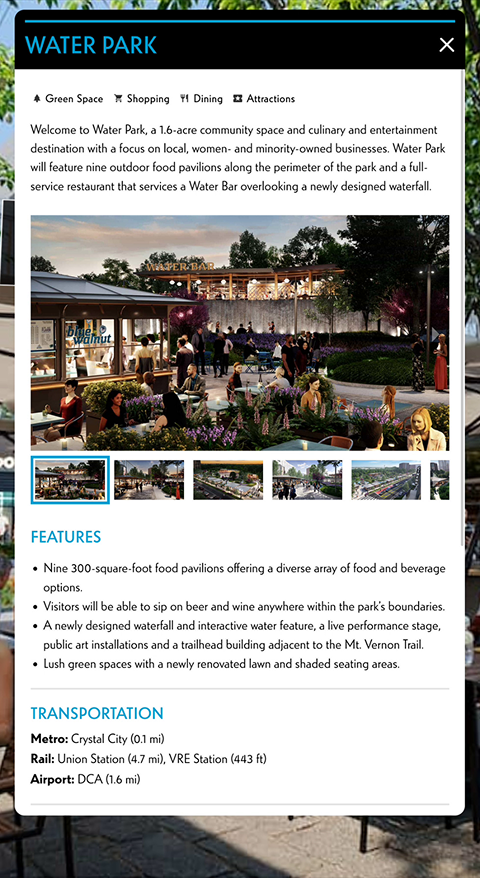 WATER PARK
Green Space Shopping Dining Attractions
Welcome to Water Park, a 1.6-acre community space and culinary and entertainment
destination with a focus on local, women- and minority-owned businesses. Water Park
will feature nine outdoor food pavilions along the perimeter of the park and a full-
service restaurant that services a Water Bar overlooking a newly designed waterfall.
WATER BAR
blue
walnut
FEATURES
• Nine 300-square-foot food pavilions offering a diverse array of food and beverage
options.
• Visitors will be able to sip on beer and wine anywhere within the park's boundaries.
• A newly designed waterfall and interactive water feature, a live performance stage,
public art installations and a trailhead building adjacent to the Mt. Vernon Trail.
• Lush green spaces with a newly renovated lawn and shaded seating areas.
TRANSPORTATION
Metro: Crystal City (0.1 mi)
Rail: Union Station (4.7 mi), VRE Station (443 ft)
Airport: DCA (1.6 mi)